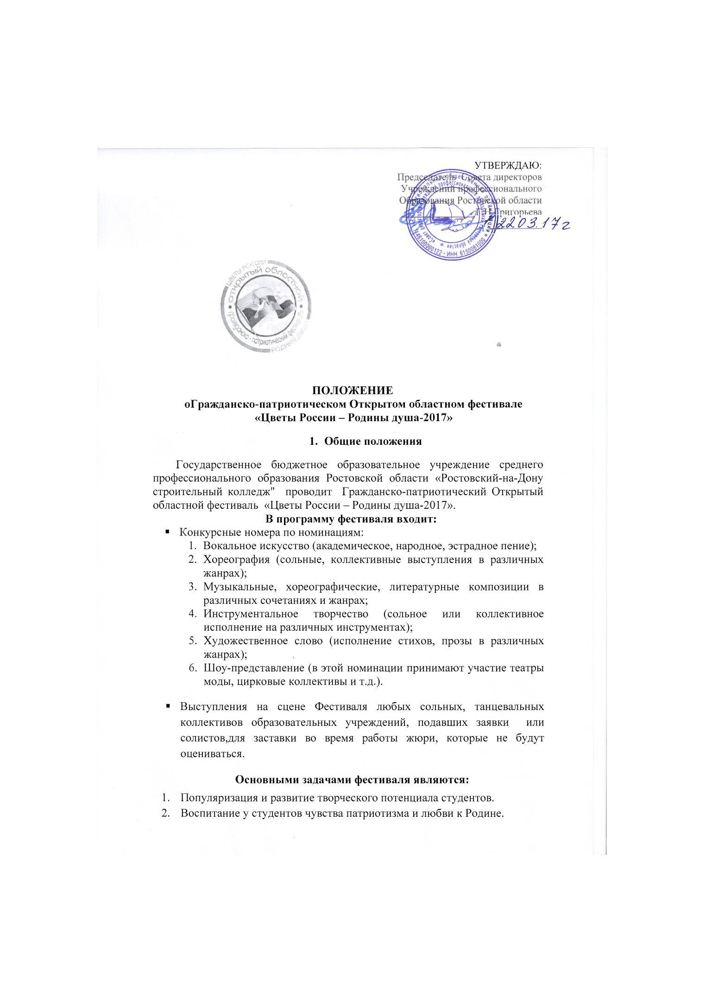 УТВЕРЖДАЮ:
Председатель Совета директоров
Учреждений профессионального
Образования Ростовской области
Григорьева
22 03.17г
ЦВЕТЫ РОССИИ
открытый областной
гражданско - патриотический фестиваль
РОДИНЫ ДУША
ПОЛОЖЕНИЕ
оГражданско-патриотическом Открытом областном фестивале
«Цветы России – Родины душа-2017»
1. Общие положения
Государственное бюджетное образовательное учреждение среднего
профессионального образования Ростовской области «Ростовский-на-Дону
строительный колледж" проводит Гражданско-патриотический Открытый
областной фестиваль «Цветы России – Родины душа-2017».
В программу фестиваля входит:
▪ Конкурсные номера по номинациям:
1. Вокальное искусство (академическое, народное, эстрадное пение);
2. Хореография (сольные, коллективные выступления в различных
жанрах);
3. Музыкальные, хореографические, литературные композиции в
различных сочетаниях и жанрах;
4. Инструментальное творчество (сольное или коллективное
исполнение на различных инструментах);
5. Художественное слово (исполнение стихов, прозы в различных
жанрах);
6. Шоу-представление (в этой номинации принимают участие театры
моды, цирковые коллективы и т.д.).
▪ Выступления на сцене Фестиваля любых сольных, танцевальных
коллективов образовательных учреждений, подавших заявки или
солистов,для заставки во время работы жюри, которые не будут
оцениваться.
Основными задачами фестиваля являются:
1. Популяризация и развитие творческого потенциала студентов.
2. Воспитание у студентов чувства патриотизма и любви к Родине.